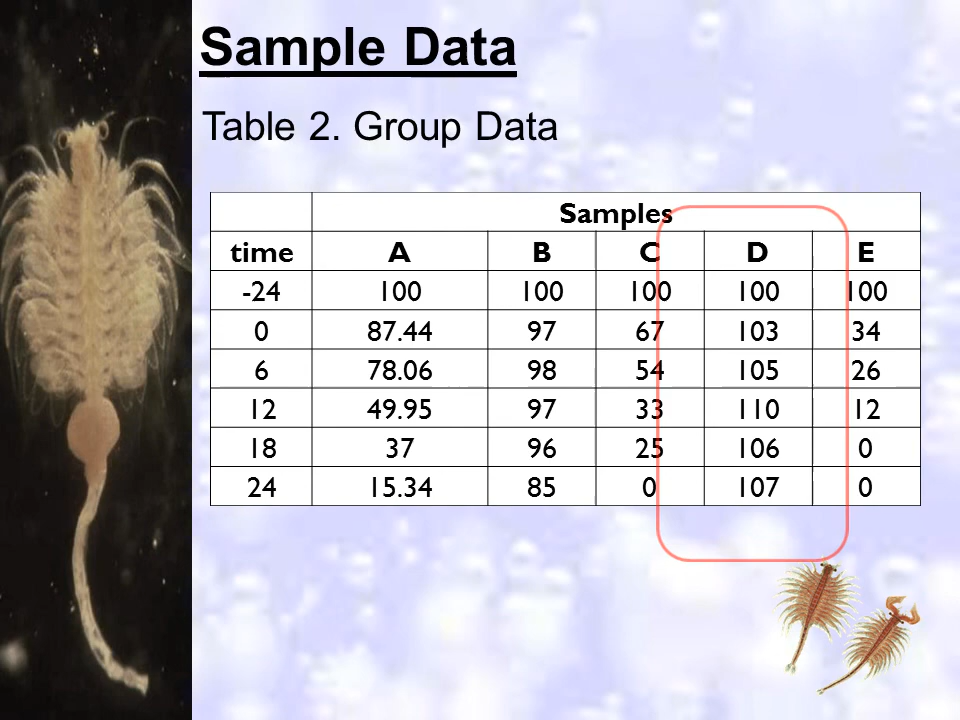 Sample Data
Table 2. Group Data
Samples
time A B C D E
-24 100 100 100 100 100
0 87.44 97 67 103 34
6 78.06 98 54 105 26
12 49.95 97 33 110 12
18 37 96 25 106 0
24 15.34 85 0 107 0